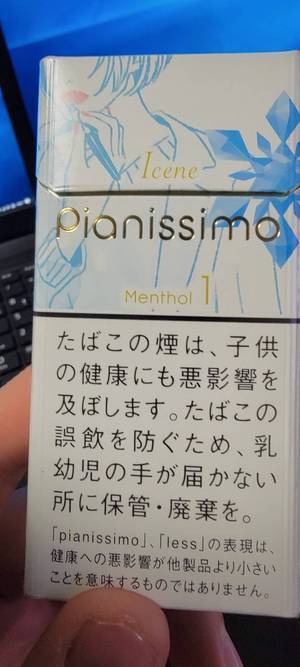 Icene
pianissimo
Menthol 1
たばこの煙は、子供
の健康にも悪影響を
及ぼします。たばこの
誤飲を防ぐため、乳
幼児の手が届かない
所に保管・廃棄を。
「pianissimo」、「less」の表現は、
健康への悪影響が他製品より小さい
ことを意味するものではありません。